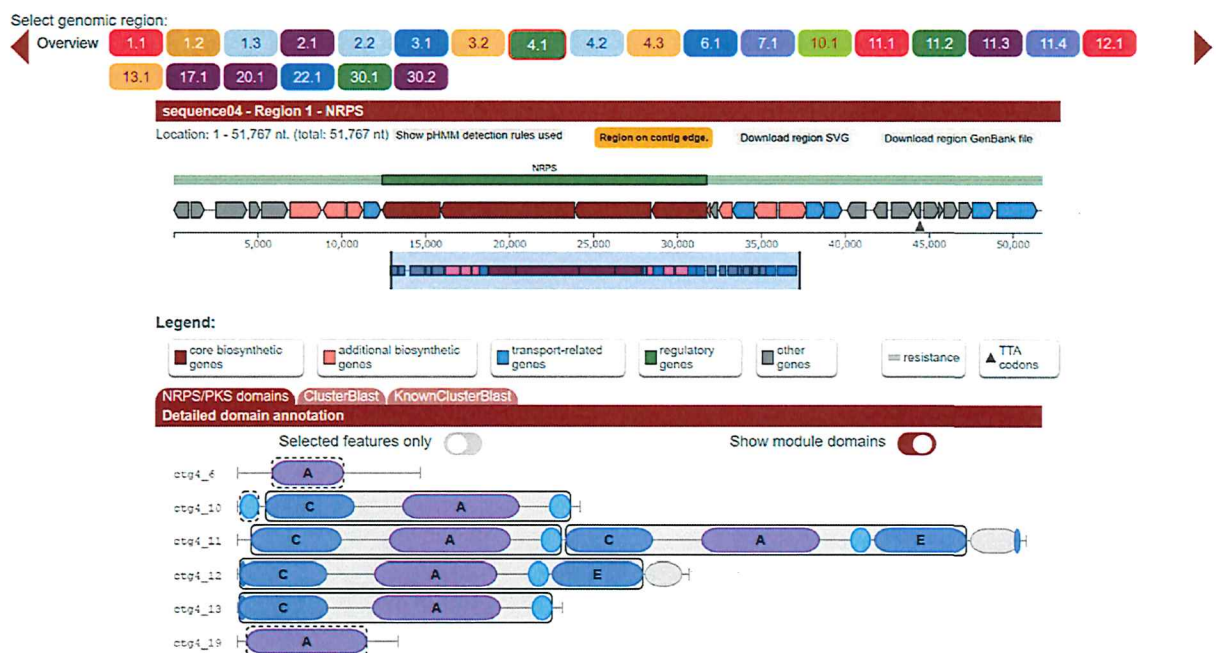 Select genomic region:
Overview 1.1 1.2 1.3 2.1 2.2 3.1 3.2 4.1 4.2 4.3 6.1 7.1 10.1 11.1 11.2 11.3 11.4 12.1
13.1 17.1 20.1 22.1 30.1 30.2
sequence04 - Region 1 - NRPS
Location: 1 - 51,767 nt. (total: 51,767 nt) Show pHMM detection rules used Region on contig edge. Download region SVG Download region GenBank file
NRPS
5,000 10,000 15,000 20,000 25,000 30,000 35,000 40,000 45,000 50,000
Legend:
core biosynthetic genes
additional biosynthetic genes
transport-related genes
regulatory genes
other genes
resistance
TTA codons
NRPS/PKS domains ClusterBlast KnownClusterBlast
Detailed domain annotation
Selected features only Show module domains
ctg4_6 A
ctg4_10 C A
ctg4_11 C A C A E
ctg4_12 C A E
ctg4_13 C A
ctg4_19 A